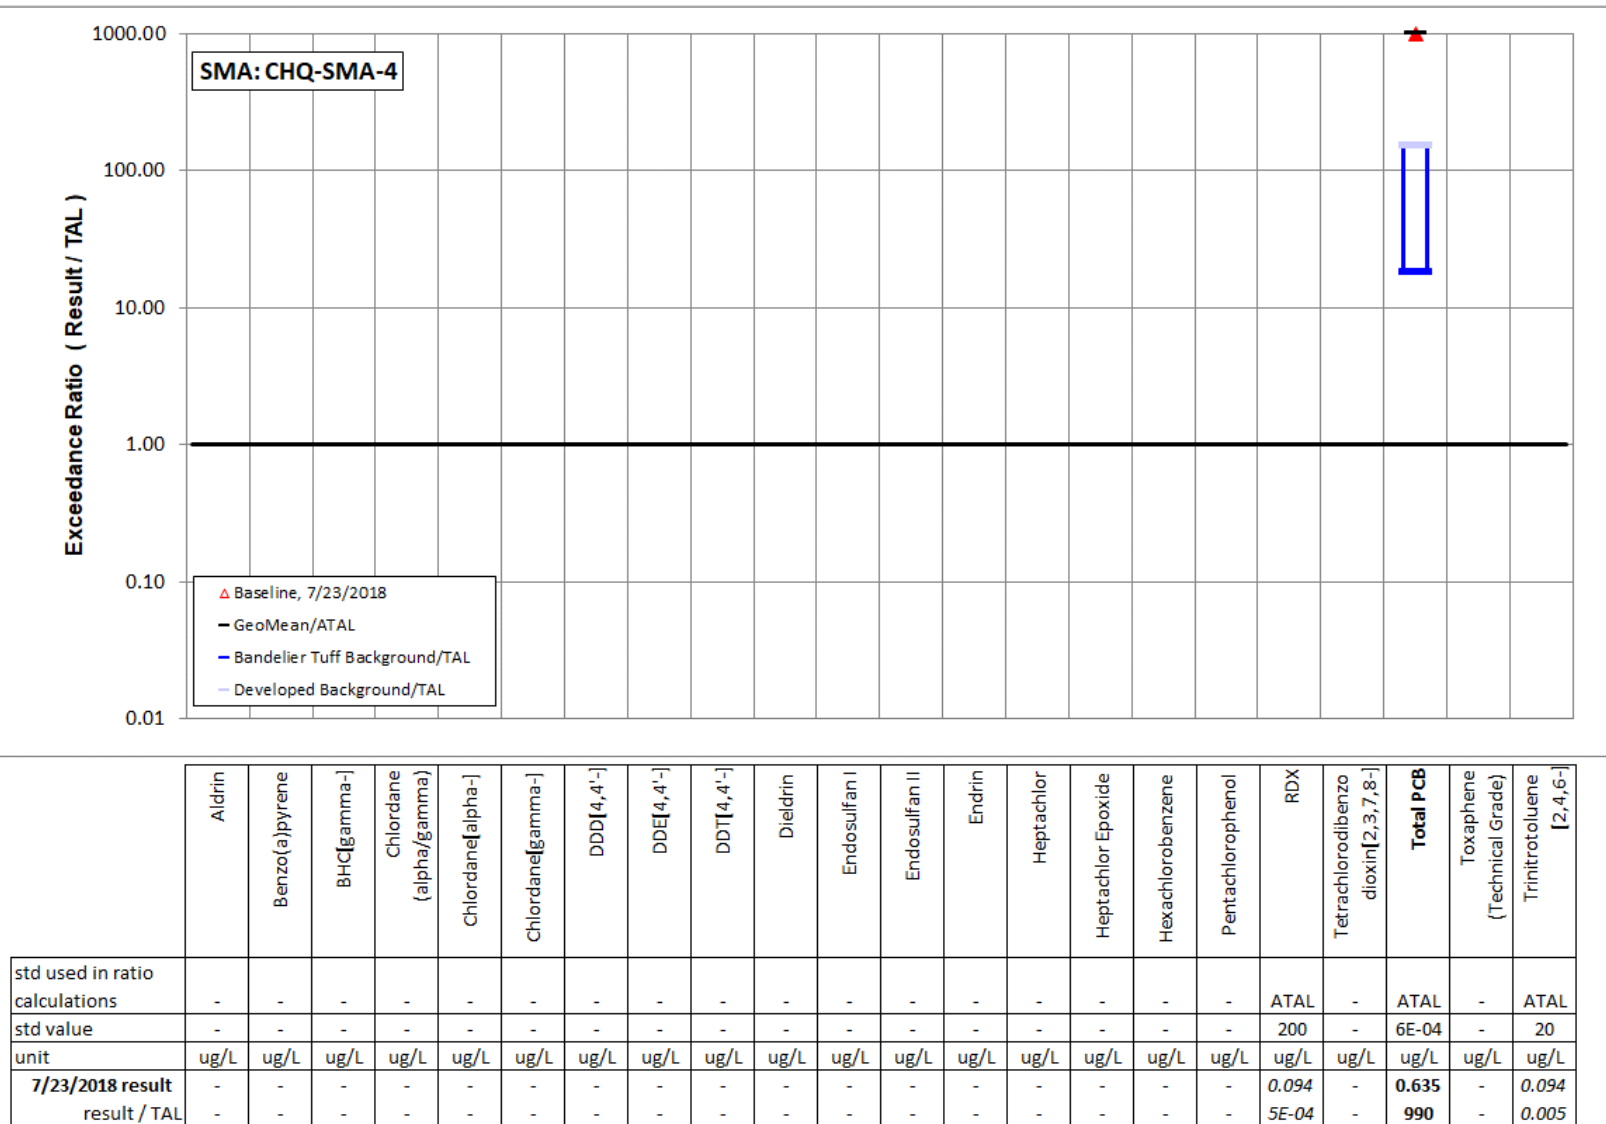 1000.00
100.00
10.00
1.00
0.10
0.01
Exceedance Ratio ( Result / TAL )
SMA: CHQ-SMA-4
Baseline, 7/23/2018
GeoMean/ATAL
Bandelier Tuff Background/TAL
Developed Background/TAL
Aldrin
Benzo(a)pyrene
BHC[gamma-]
Chlordane
(alpha/gamma)
Chlordane[alpha-]
Chlordane[gamma-]
DDD[4,4'-]
DDE[4,4'-]
DDT[4,4'-]
Dieldrin
Endosulfan I
Endosulfan II
Endrin
Heptachlor
Heptachlor Epoxide
Hexachlorobenzene
Pentachlorophenol
RDX
Tetrachlorodibenzo
dioxin[2,3,7,8-]
Total PCB
Toxaphene
(Technical Grade)
Trinitrotoluene
[2,4,6-]
std used in ratio
calculations - - - - - - - - - - - - - - - - - ATAL - ATAL - ATAL
std value - - - - - - - - - - - - - - - - - 200 - 6E-04 - 20
unit ug/L ug/L ug/L ug/L ug/L ug/L ug/L ug/L ug/L ug/L ug/L ug/L ug/L ug/L ug/L ug/L ug/L ug/L ug/L ug/L ug/L ug/L
7/23/2018 result - - - - - - - - - - - - - - - - - 0.094 - 0.635 - 0.094
result / TAL - - - - - - - - - - - - - - - - - 5E-04 - 990 - 0.005